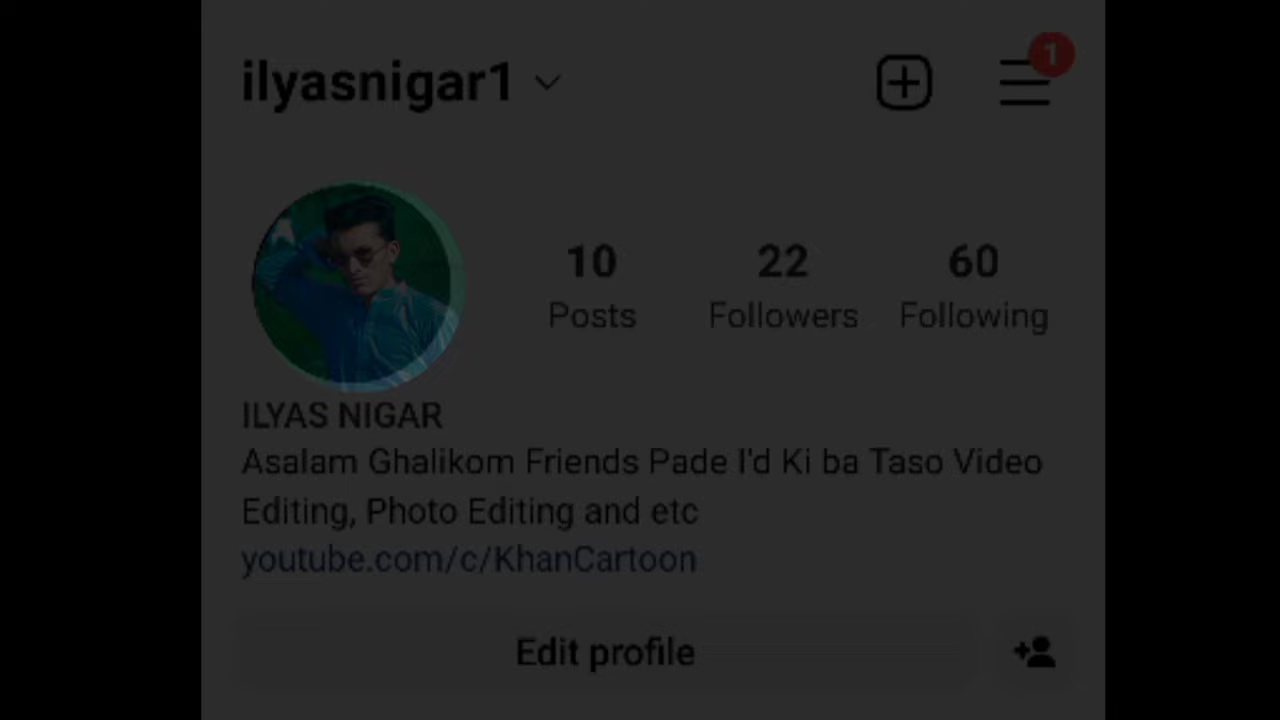 ilyasnigar1
1
10 22 60
Posts Followers Following
ILYAS NIGAR
Asalam Ghalikom Friends Pade I'd Ki ba Taso Video
Editing, Photo Editing and etc
youtube.com/c/KhanCartoon
Edit profile